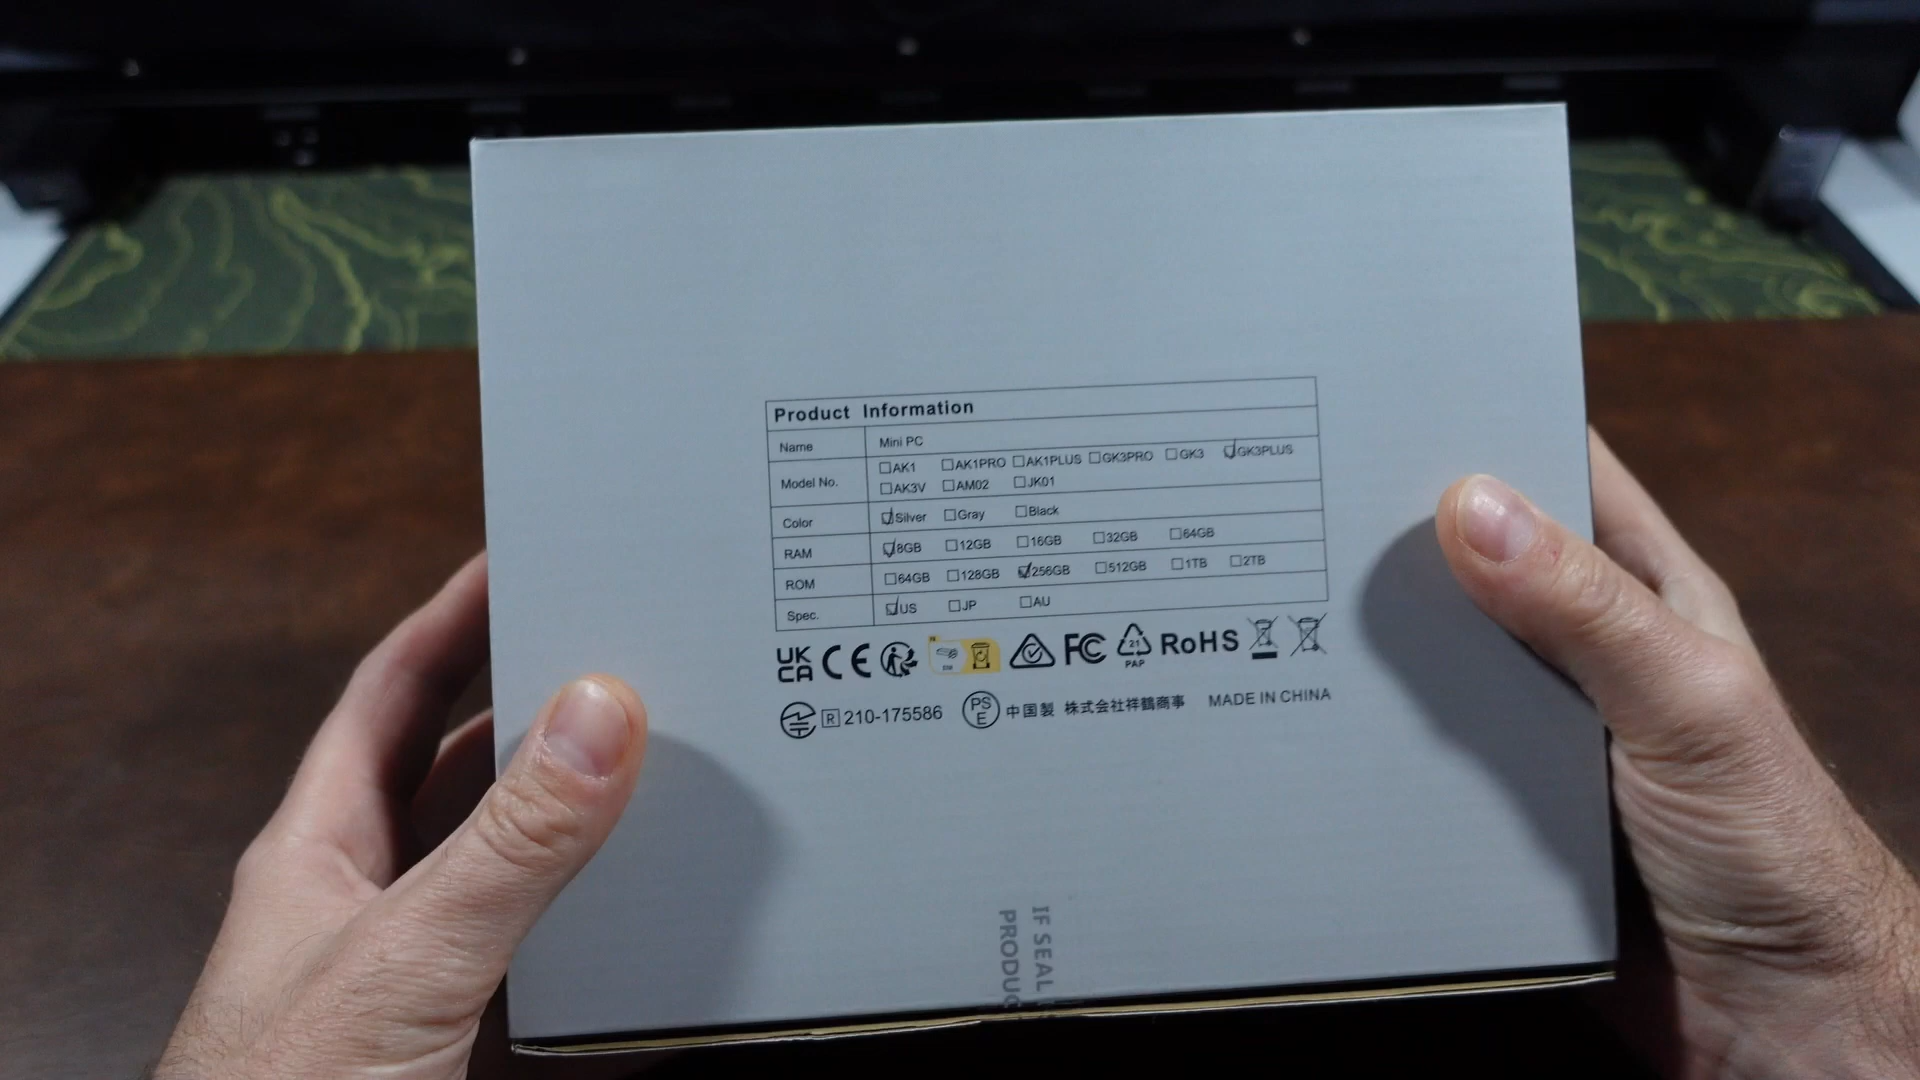 Product Information
Name Mini PC
Model No. ☐AK1 ☐AK1PRO ☐AK1PLUS ☐GK3PRO ☐GK3 ☑GK3PLUS
☐AK3V ☐AM02 ☐JK01
Color ☑Silver ☐Gray ☐Black
RAM ☑8GB ☐12GB ☐16GB ☐32GB ☐64GB
ROM ☐64GB ☐128GB ☑256GB ☐512GB ☐1TB ☐2TB
Spec. ☑US ☐JP ☐AU
UK CA CE FC 21 PAP RoHS
R 210-175586 PS E 中国製 株式会社祥鶴商事 MADE IN CHINA
IF SEAL
PRODUC